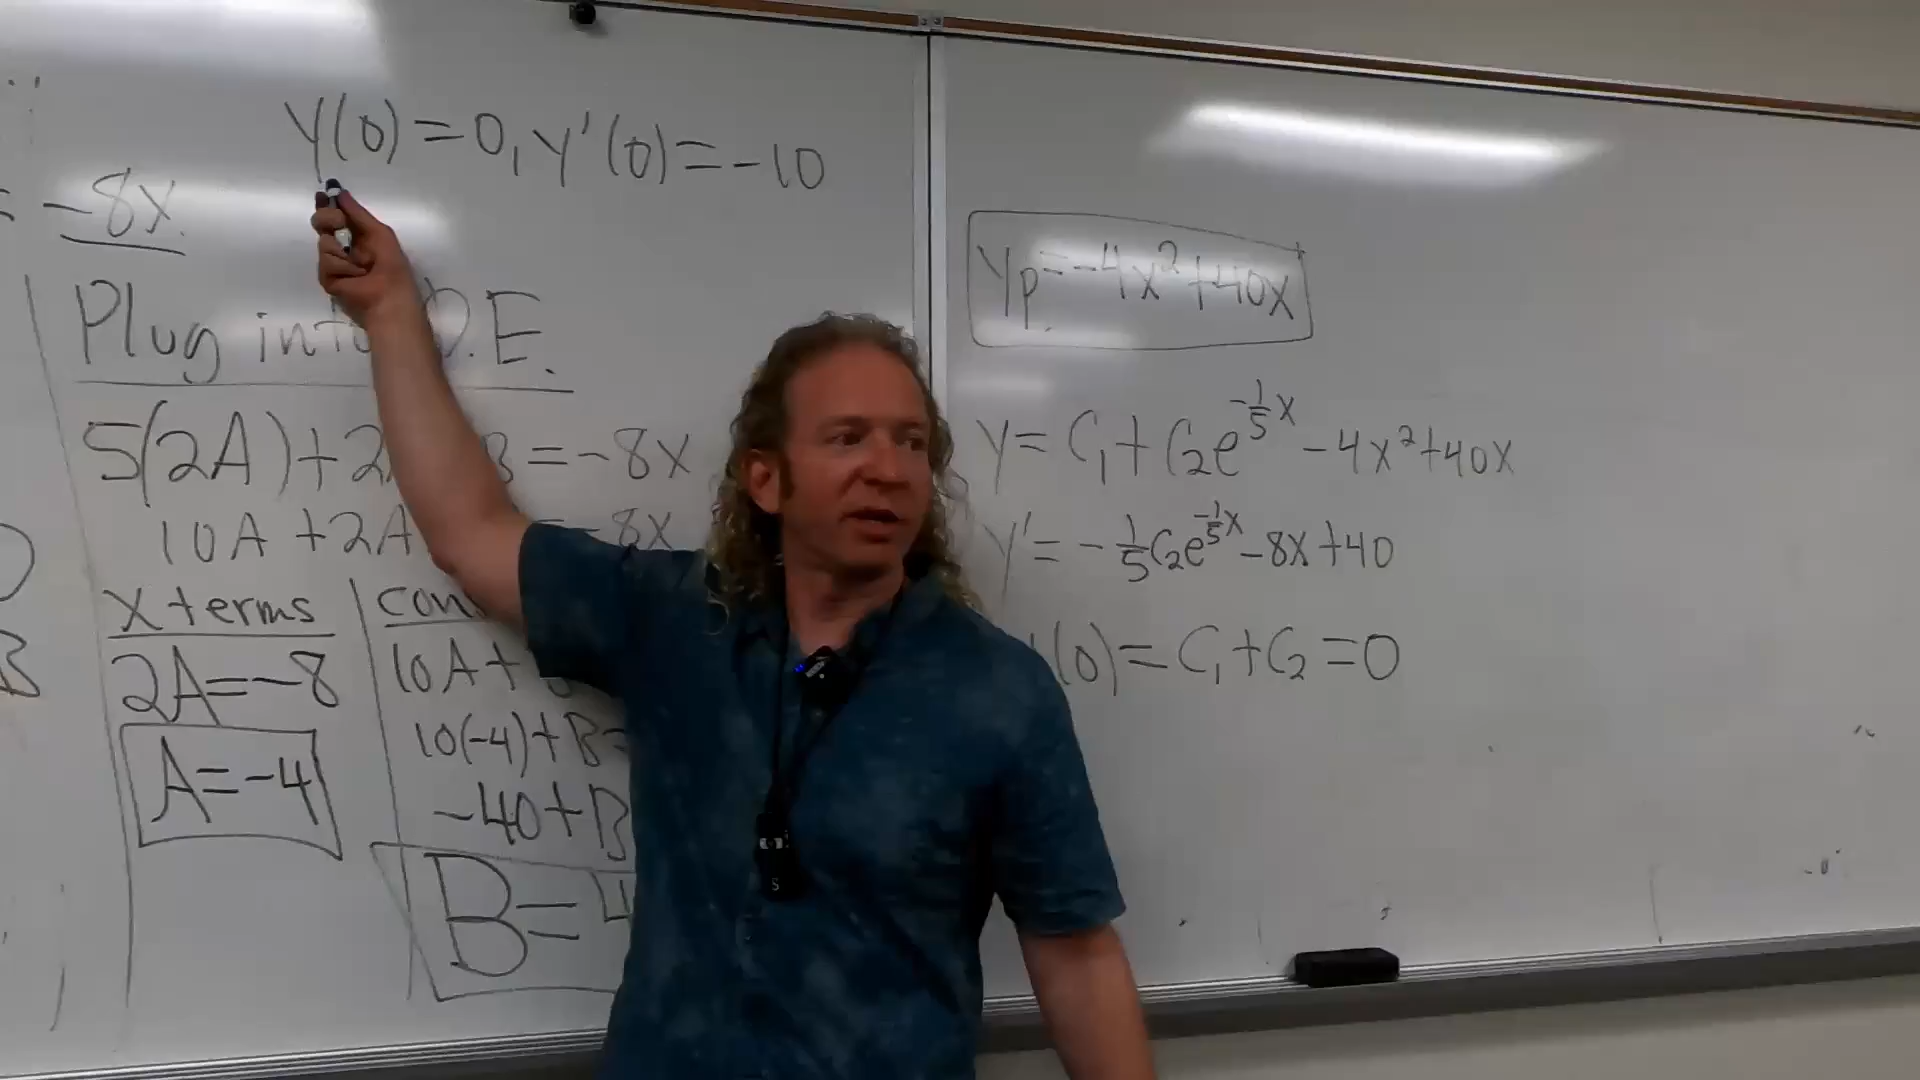 y(0) = 0, y'(0) = -10
= -8x
Plug into D.E.
5(2A)+2A B = -8x
10A + 2A = -8x
x terms
2A = -8
A = -4
10A +
10(-4) + B =
-40 + B
B = 4
B
yp = -4x² + 40x
y = C₁ + C₂e^(-1/5 x) - 4x² + 40x
y' = -1/5 C₂e^(-1/5 x) - 8x + 40
(0) = C₁ + C₂ = 0
S